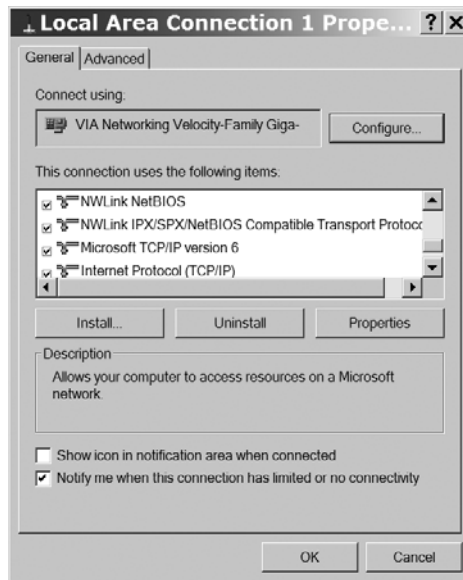 Local Area Connection 1 Prope... ? X
General Advanced
Connect using:
VIA Networking Velocity-Family Giga-
Configure...
This connection uses the following items:
NWLink NetBIOS
NWLink IPX/SPX/NetBIOS Compatible Transport Protoc
Microsoft TCP/IP version 6
Internet Protocol (TCP/IP)
Install... Uninstall Properties
Description
Allows your computer to access resources on a Microsoft
network.
Show icon in notification area when connected
Notify me when this connection has limited or no connectivity
OK Cancel